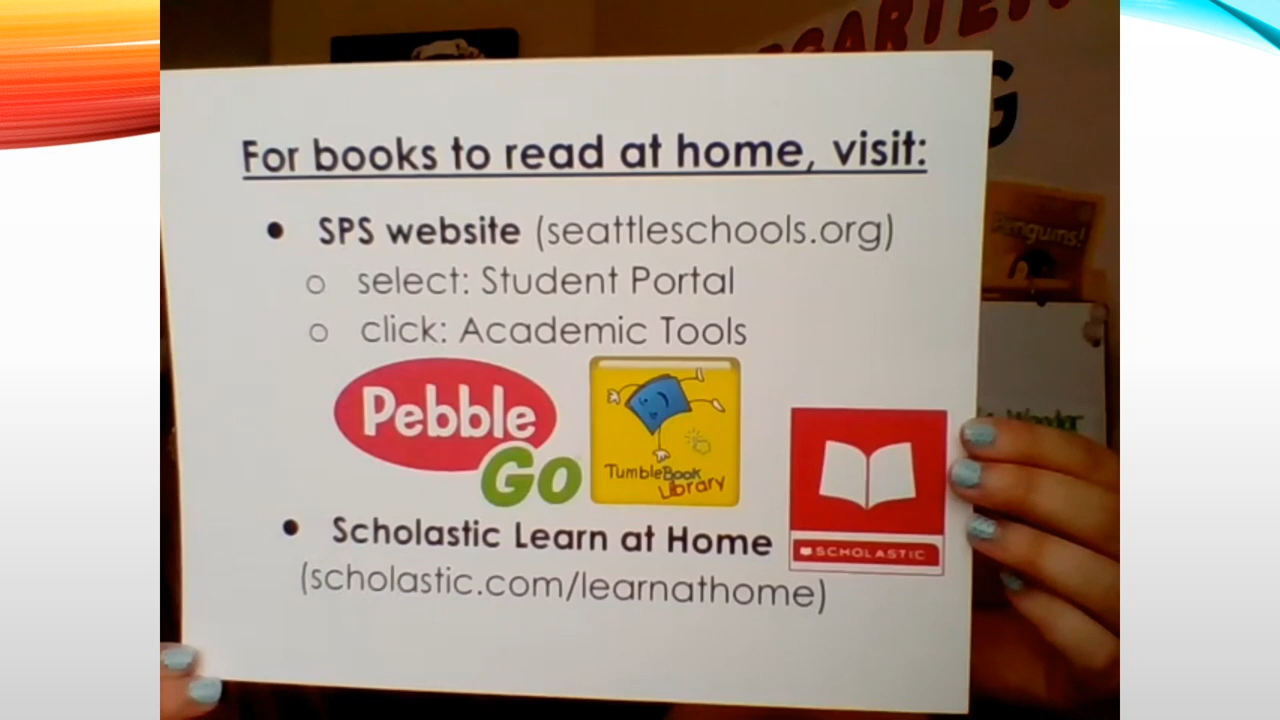 For books to read at home, visit:
● SPS website (seattleschools.org)
o select: Student Portal
o click: Academic Tools
Pebble
Go
TumbleBook
Library
SCHOLASTIC
● Scholastic Learn at Home
(scholastic.com/learnathome)
Penguins!